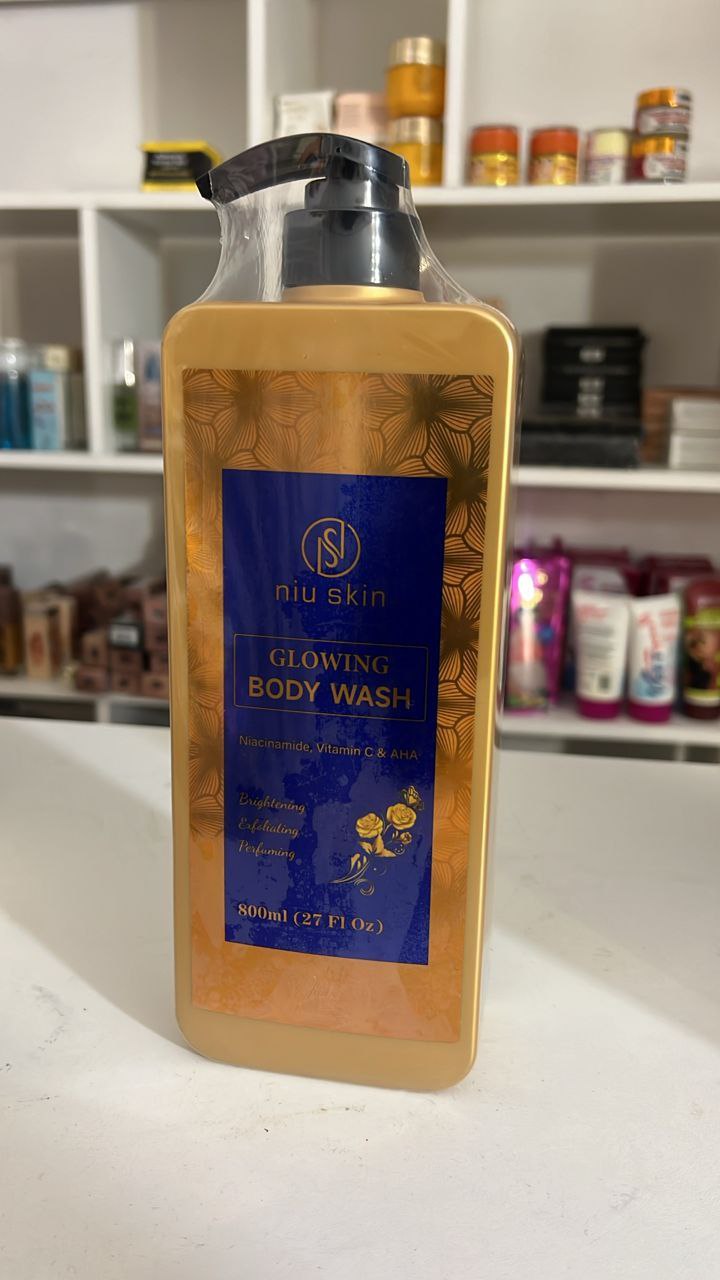 niu skin
GLOWING
BODY WASH
Niacinamide, Vitamin C & AHA
Brightening
Exfoliating
Perfuming
800ml (27 Fl Oz)